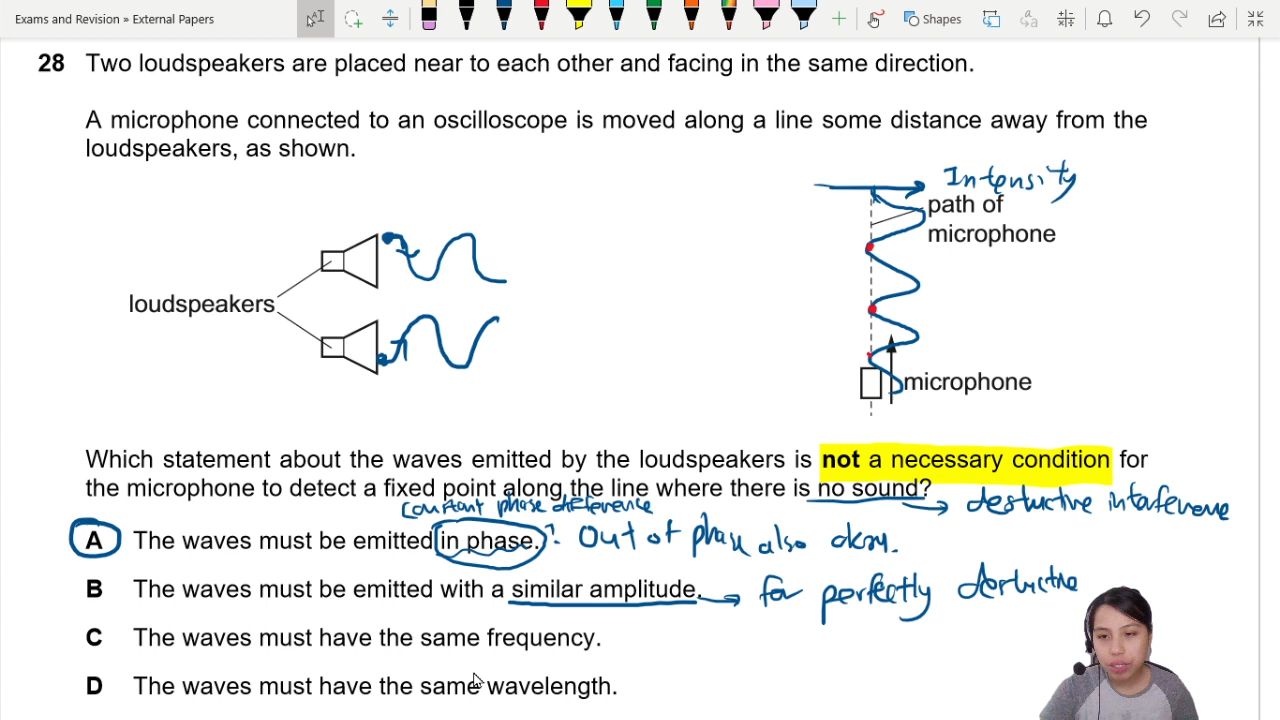 Exams and Revision » External Papers
Shapes
28 Two loudspeakers are placed near to each other and facing in the same direction.
A microphone connected to an oscilloscope is moved along a line some distance away from the
loudspeakers, as shown.
Intensity
path of
microphone
loudspeakers
microphone
Which statement about the waves emitted by the loudspeakers is not a necessary condition for
the microphone to detect a fixed point along the line where there is no sound?
constant phase difference
destructive interference
A The waves must be emitted in phase. ? Out of phase also okay.
B The waves must be emitted with a similar amplitude. → for perfectly destructive
C The waves must have the same frequency.
D The waves must have the same wavelength.